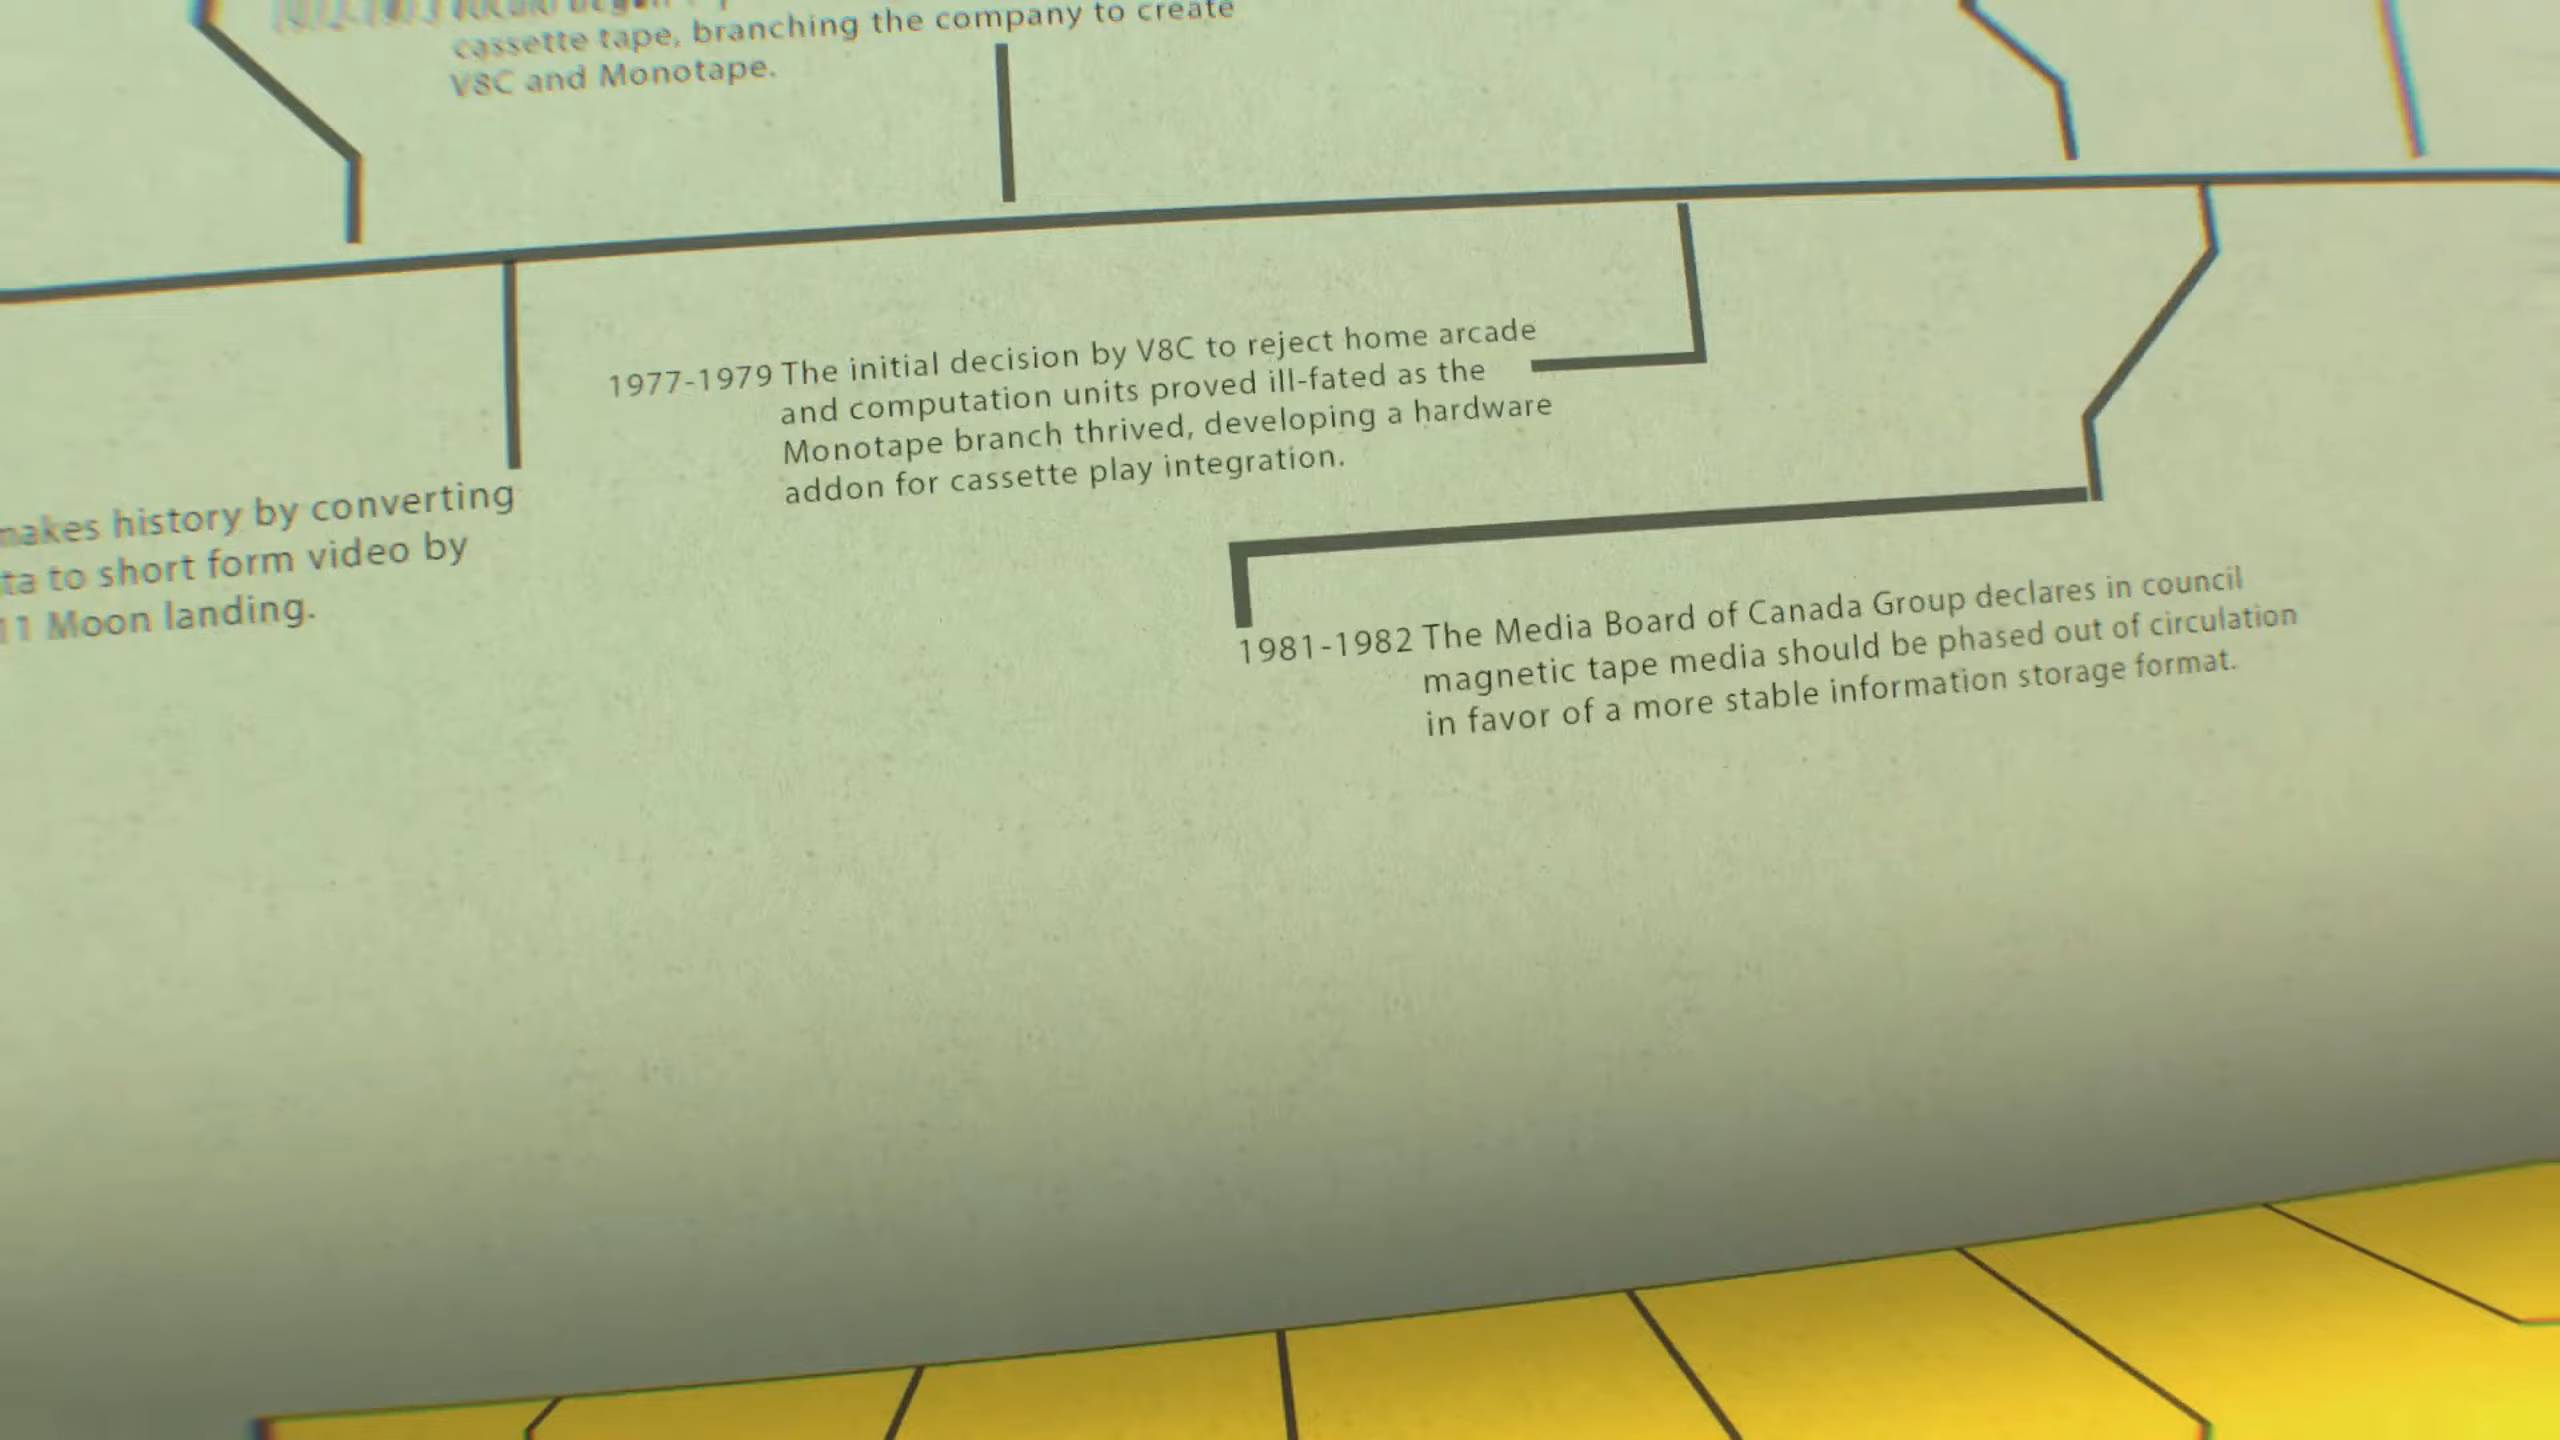 cassette tape, branching the company to create
V8C and Monotape.
1977-1979 The initial decision by V8C to reject home arcade
and computation units proved ill-fated as the
Monotape branch thrived, developing a hardware
addon for cassette play integration.
makes history by converting
ta to short form video by
11 Moon landing.
1981-1982 The Media Board of Canada Group declares in council
magnetic tape media should be phased out of circulation
in favor of a more stable information storage format.